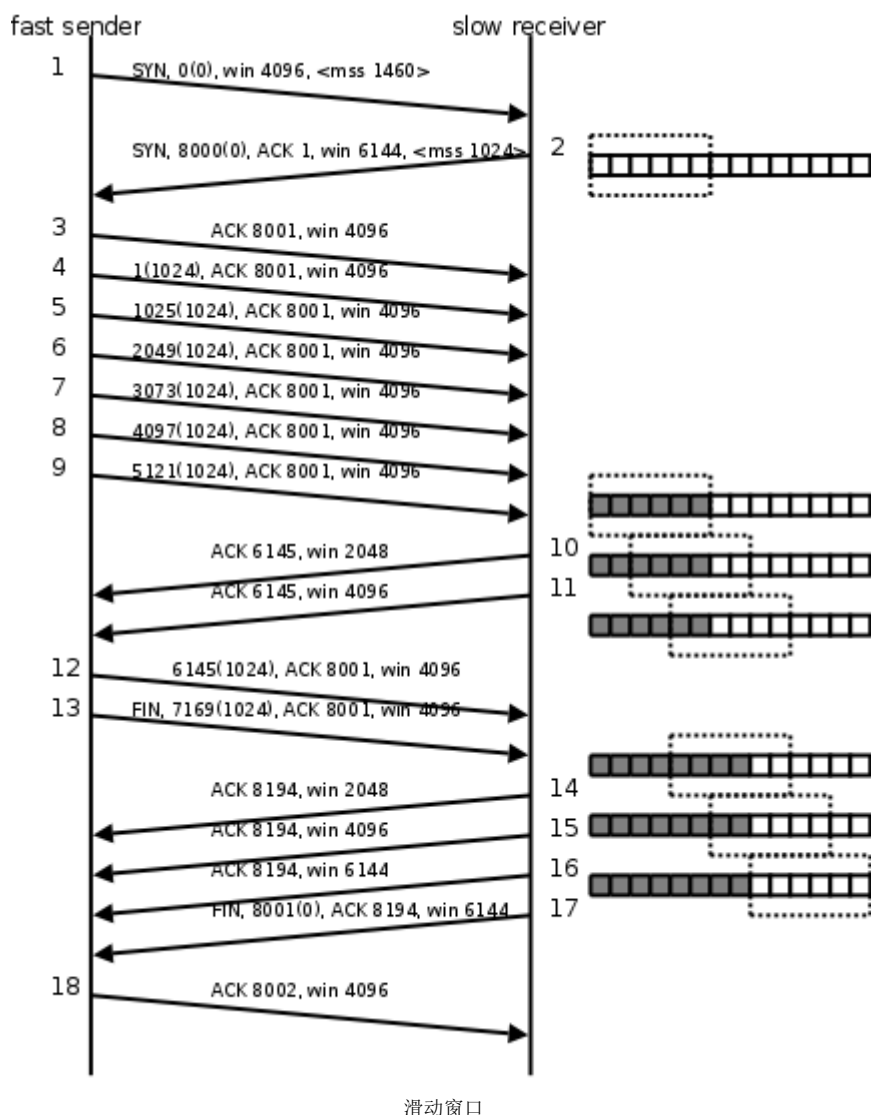 fast sender
slow receiver
1
SYN, 0(0), win 4096, <mss 1460>
SYN, 8000(0), ACK 1, win 6144, <mss 1024>
2
3
ACK 8001, win 4096
4
1(1024), ACK 8001, win 4096
5
1025(1024), ACK 8001, win 4096
6
2049(1024), ACK 8001, win 4096
7
3073(1024), ACK 8001, win 4096
8
4097(1024), ACK 8001, win 4096
9
5121(1024), ACK 8001, win 4096
ACK 6145, win 2048
10
ACK 6145, win 4096
11
12
6145(1024), ACK 8001, win 4096
13
FIN, 7169(1024), ACK 8001, win 4096
ACK 8194, win 2048
14
ACK 8194, win 4096
15
ACK 8194, win 6144
16
FIN, 8001(0), ACK 8194, win 6144
17
18
ACK 8002, win 4096
滑动窗口